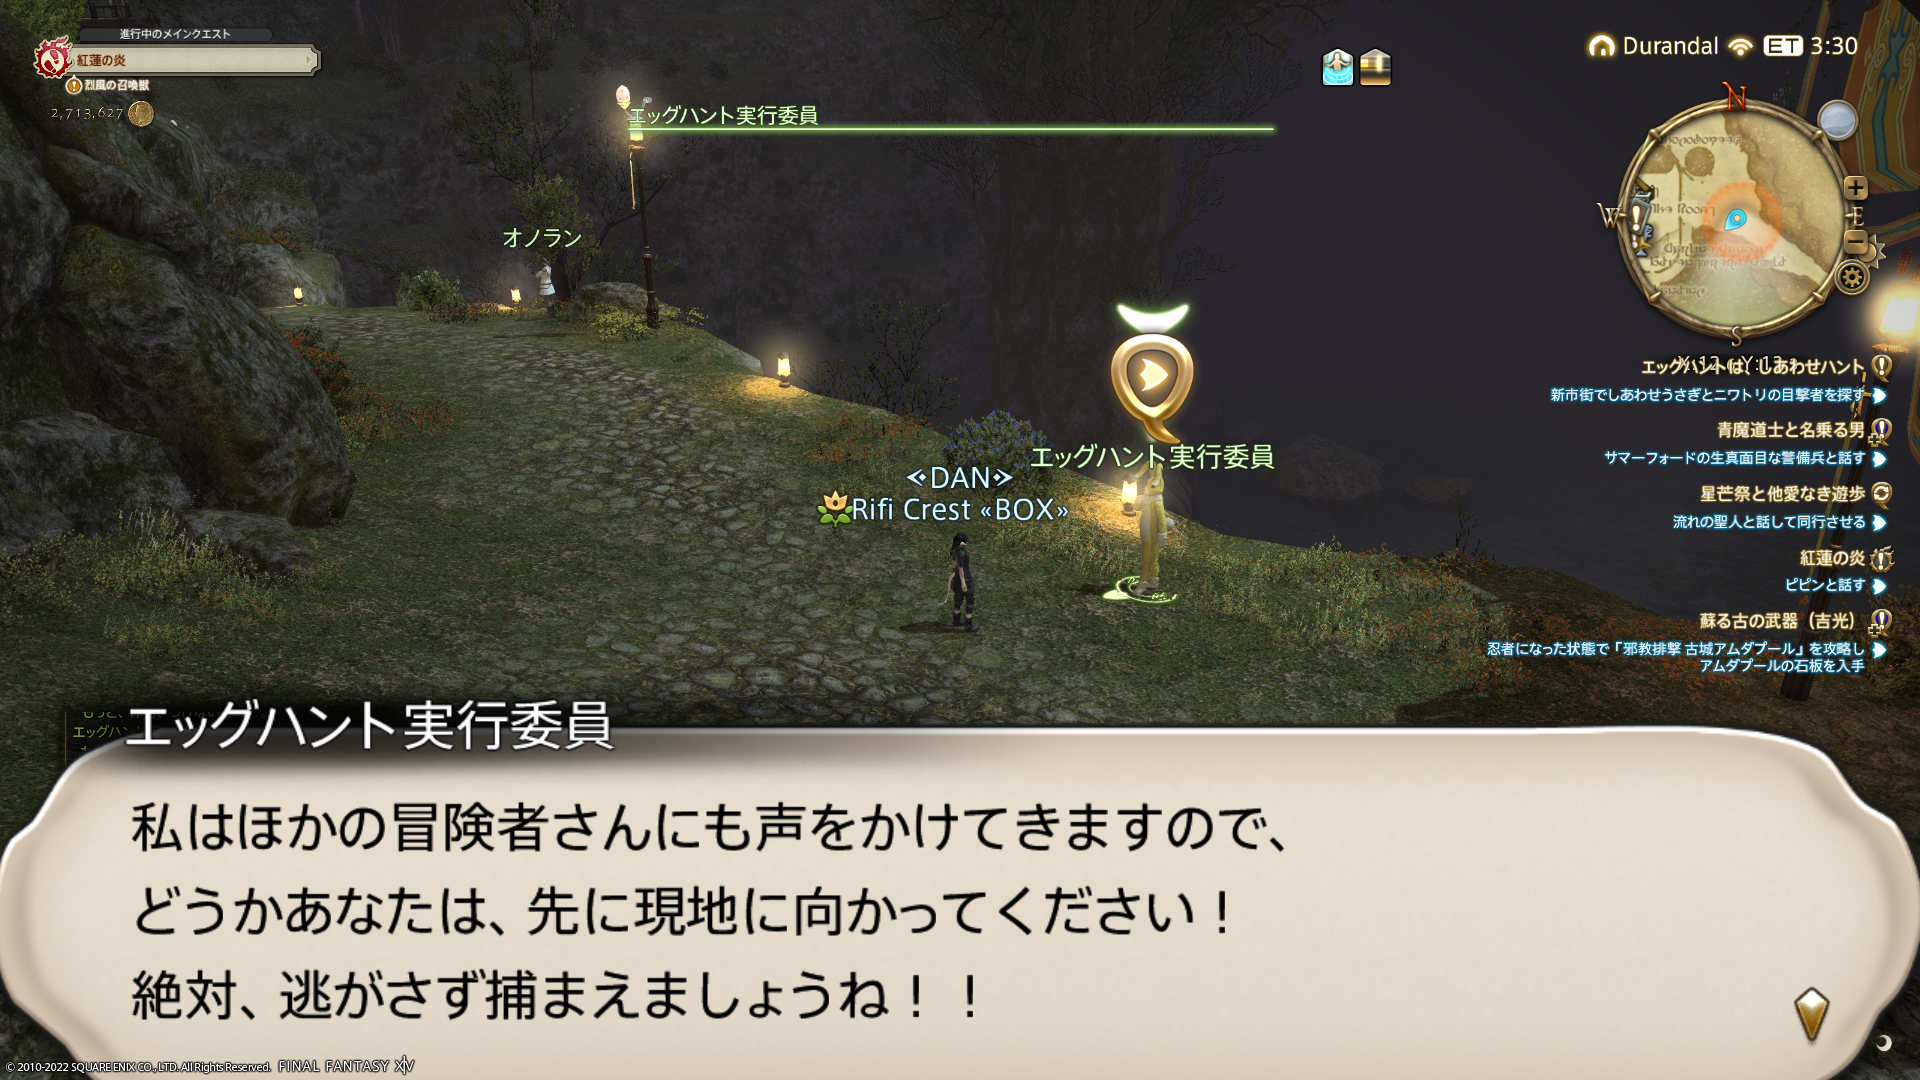 進行中のメインクエスト
紅蓮の炎
烈風の召喚獣
2,713,627
エッグハント実行委員
Durandal ET 3:30
N
W
E
S
オノラン
エッグハントは、しあわせハント
新市街でしあわせうさぎとニワトリの目撃者を探す
青魔道士と名乗る男
サマーフォードの生真面目な警備兵と話す
星芒祭と他愛なき遊歩
流れの聖人と話して同行させる
紅蓮の炎
ピピンと話す
蘇る古の武器（吉光）
忍者になった状態で「邪教排撃 古城アムダプール」を攻略し
アムダプールの石板を入手
エッグハント実行委員
<DAN>
Rifi Crest «BOX»
エッグハン
エッグハント実行委員
私はほかの冒険者さんにも声をかけてきますので、
どうかあなたは、先に現地に向かってください！
絶対、逃がさず捕まえましょうね！！
© 2010-2022 SQUARE ENIX CO., LTD. All Rights Reserved. FINAL FANTASY XIV